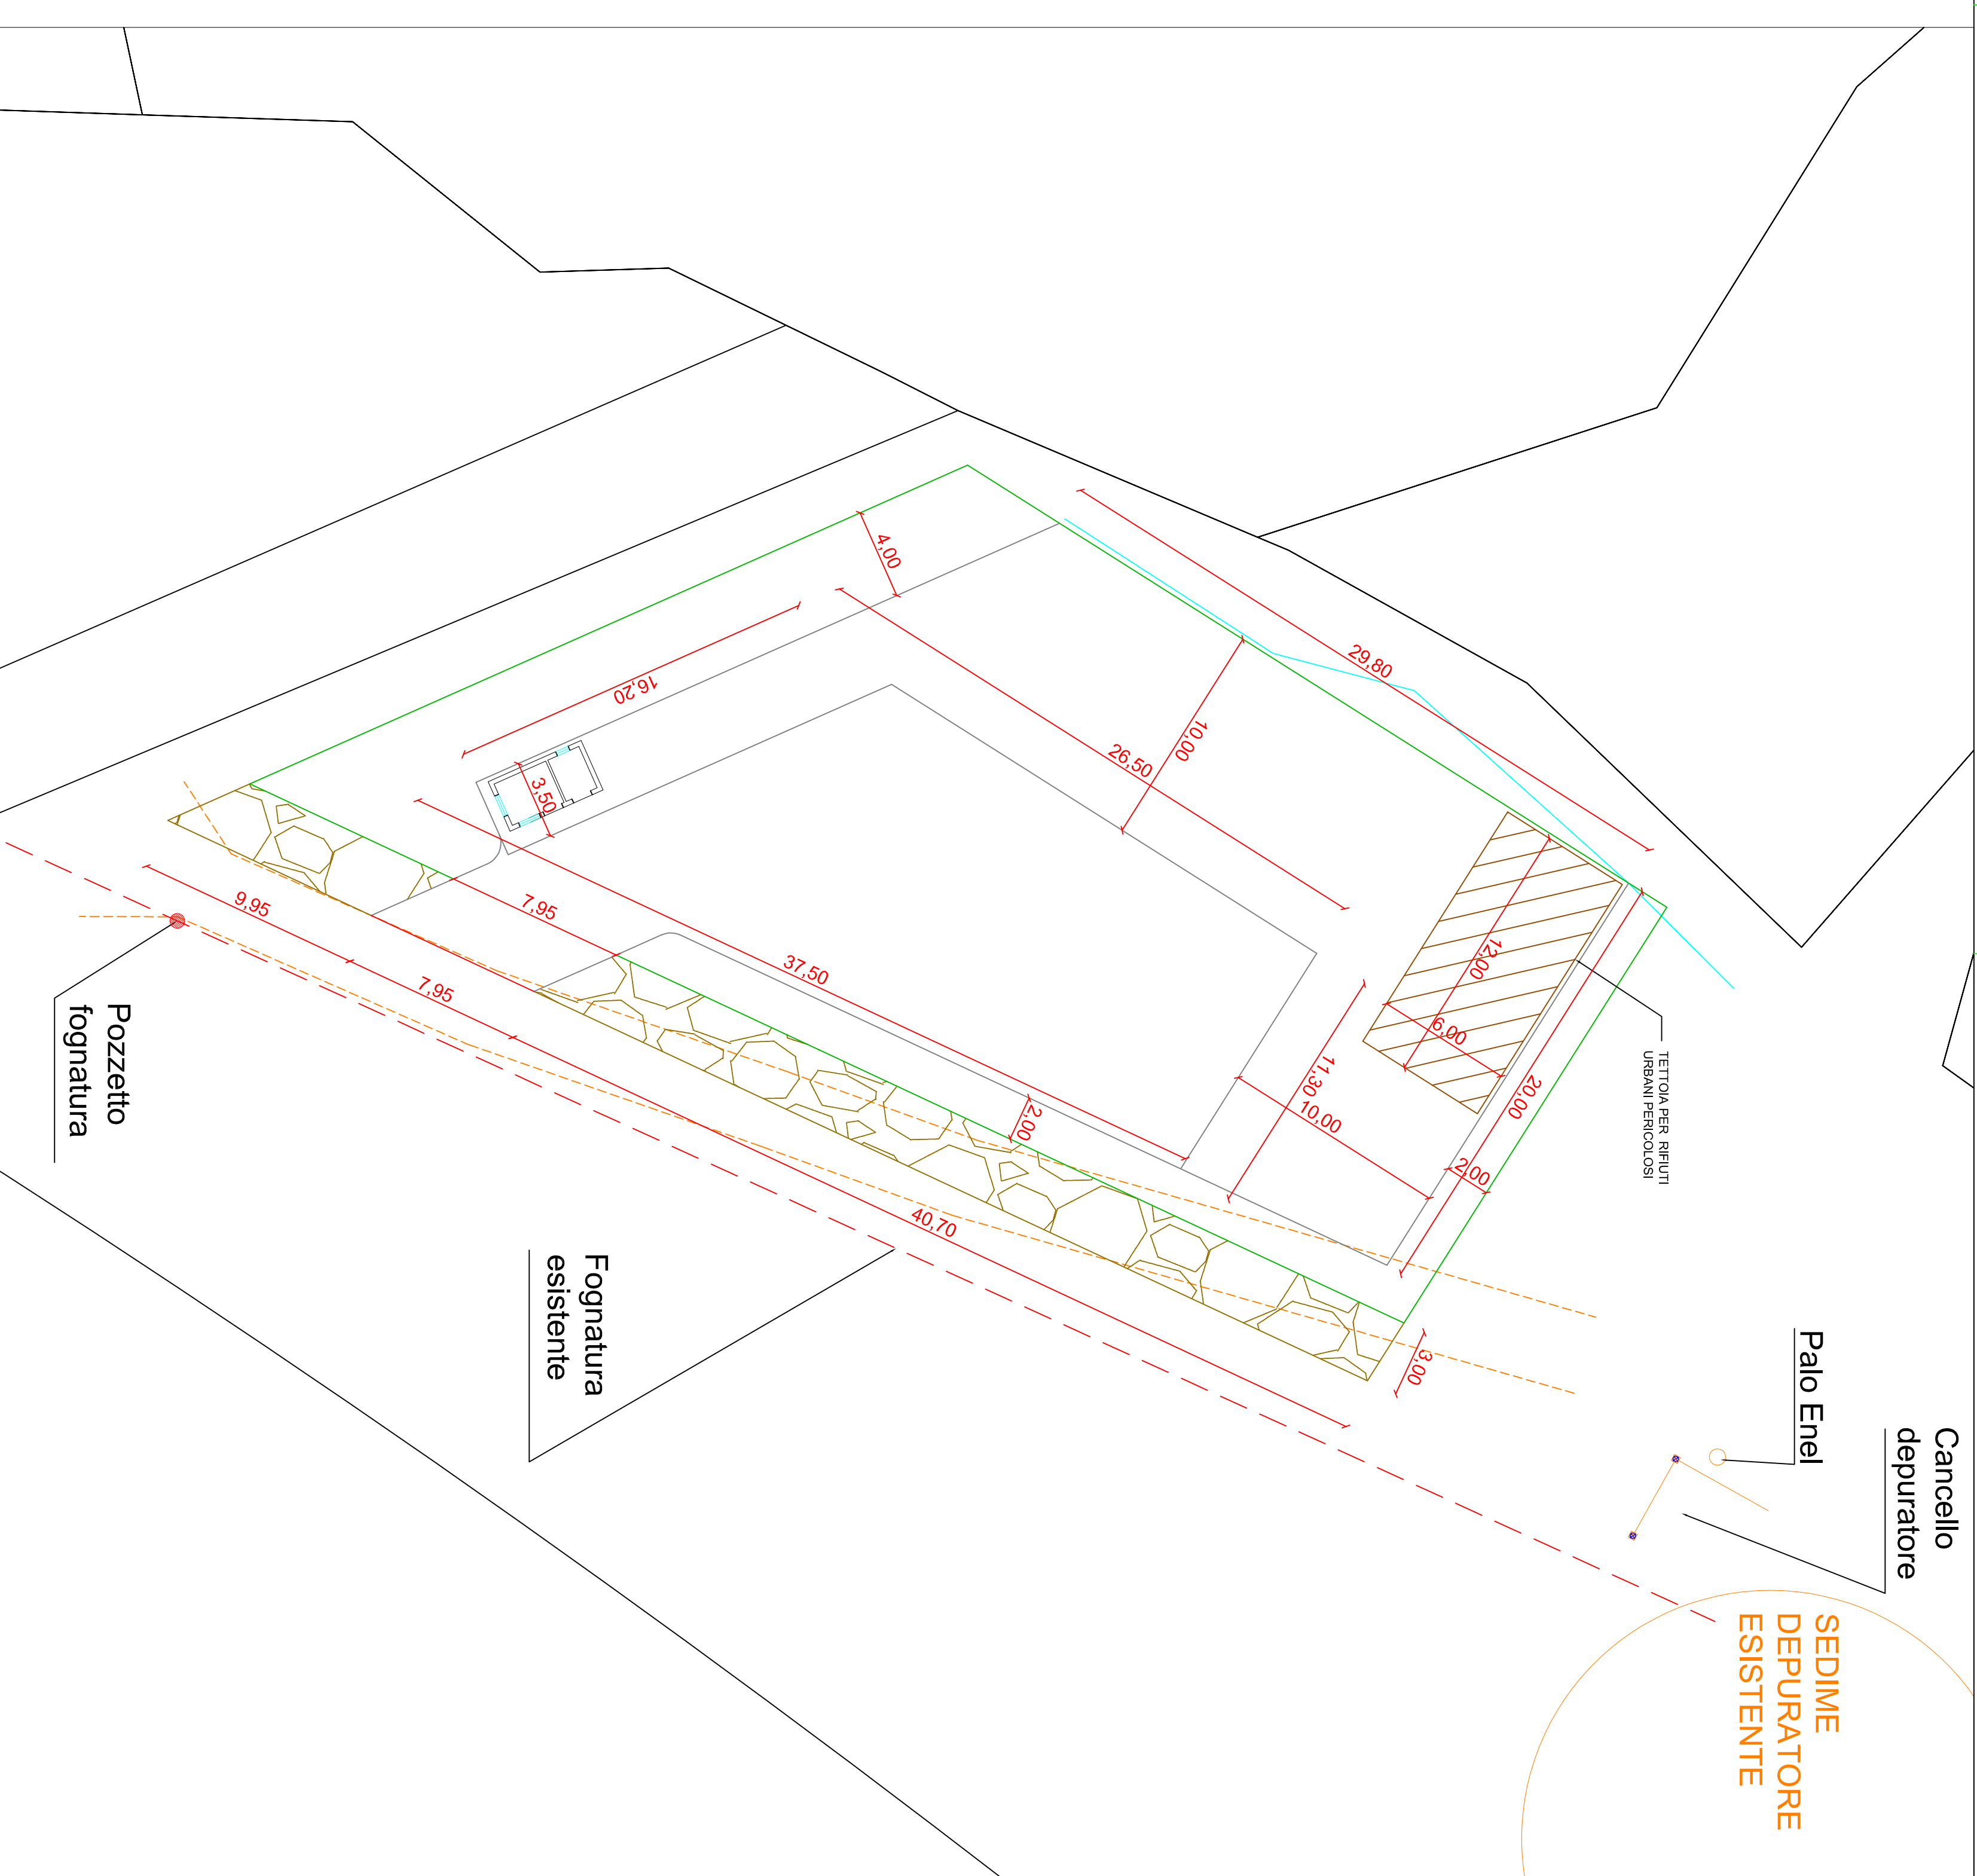 4,00
29,80
16,20
10,00
26,50
3,50
9,95
7,95
7,95
37,50
12,00
6,00
11,30
10,00
20,00
2,00
2,00
40,70
3,00
TETTOIA PER RIFIUTI
URBANI PERICOLOSI
Pozzetto
fognatura
Fognatura
esistente
Palo Enel
Cancello
depuratore
SEDIME
DEPURATORE
ESISTENTE